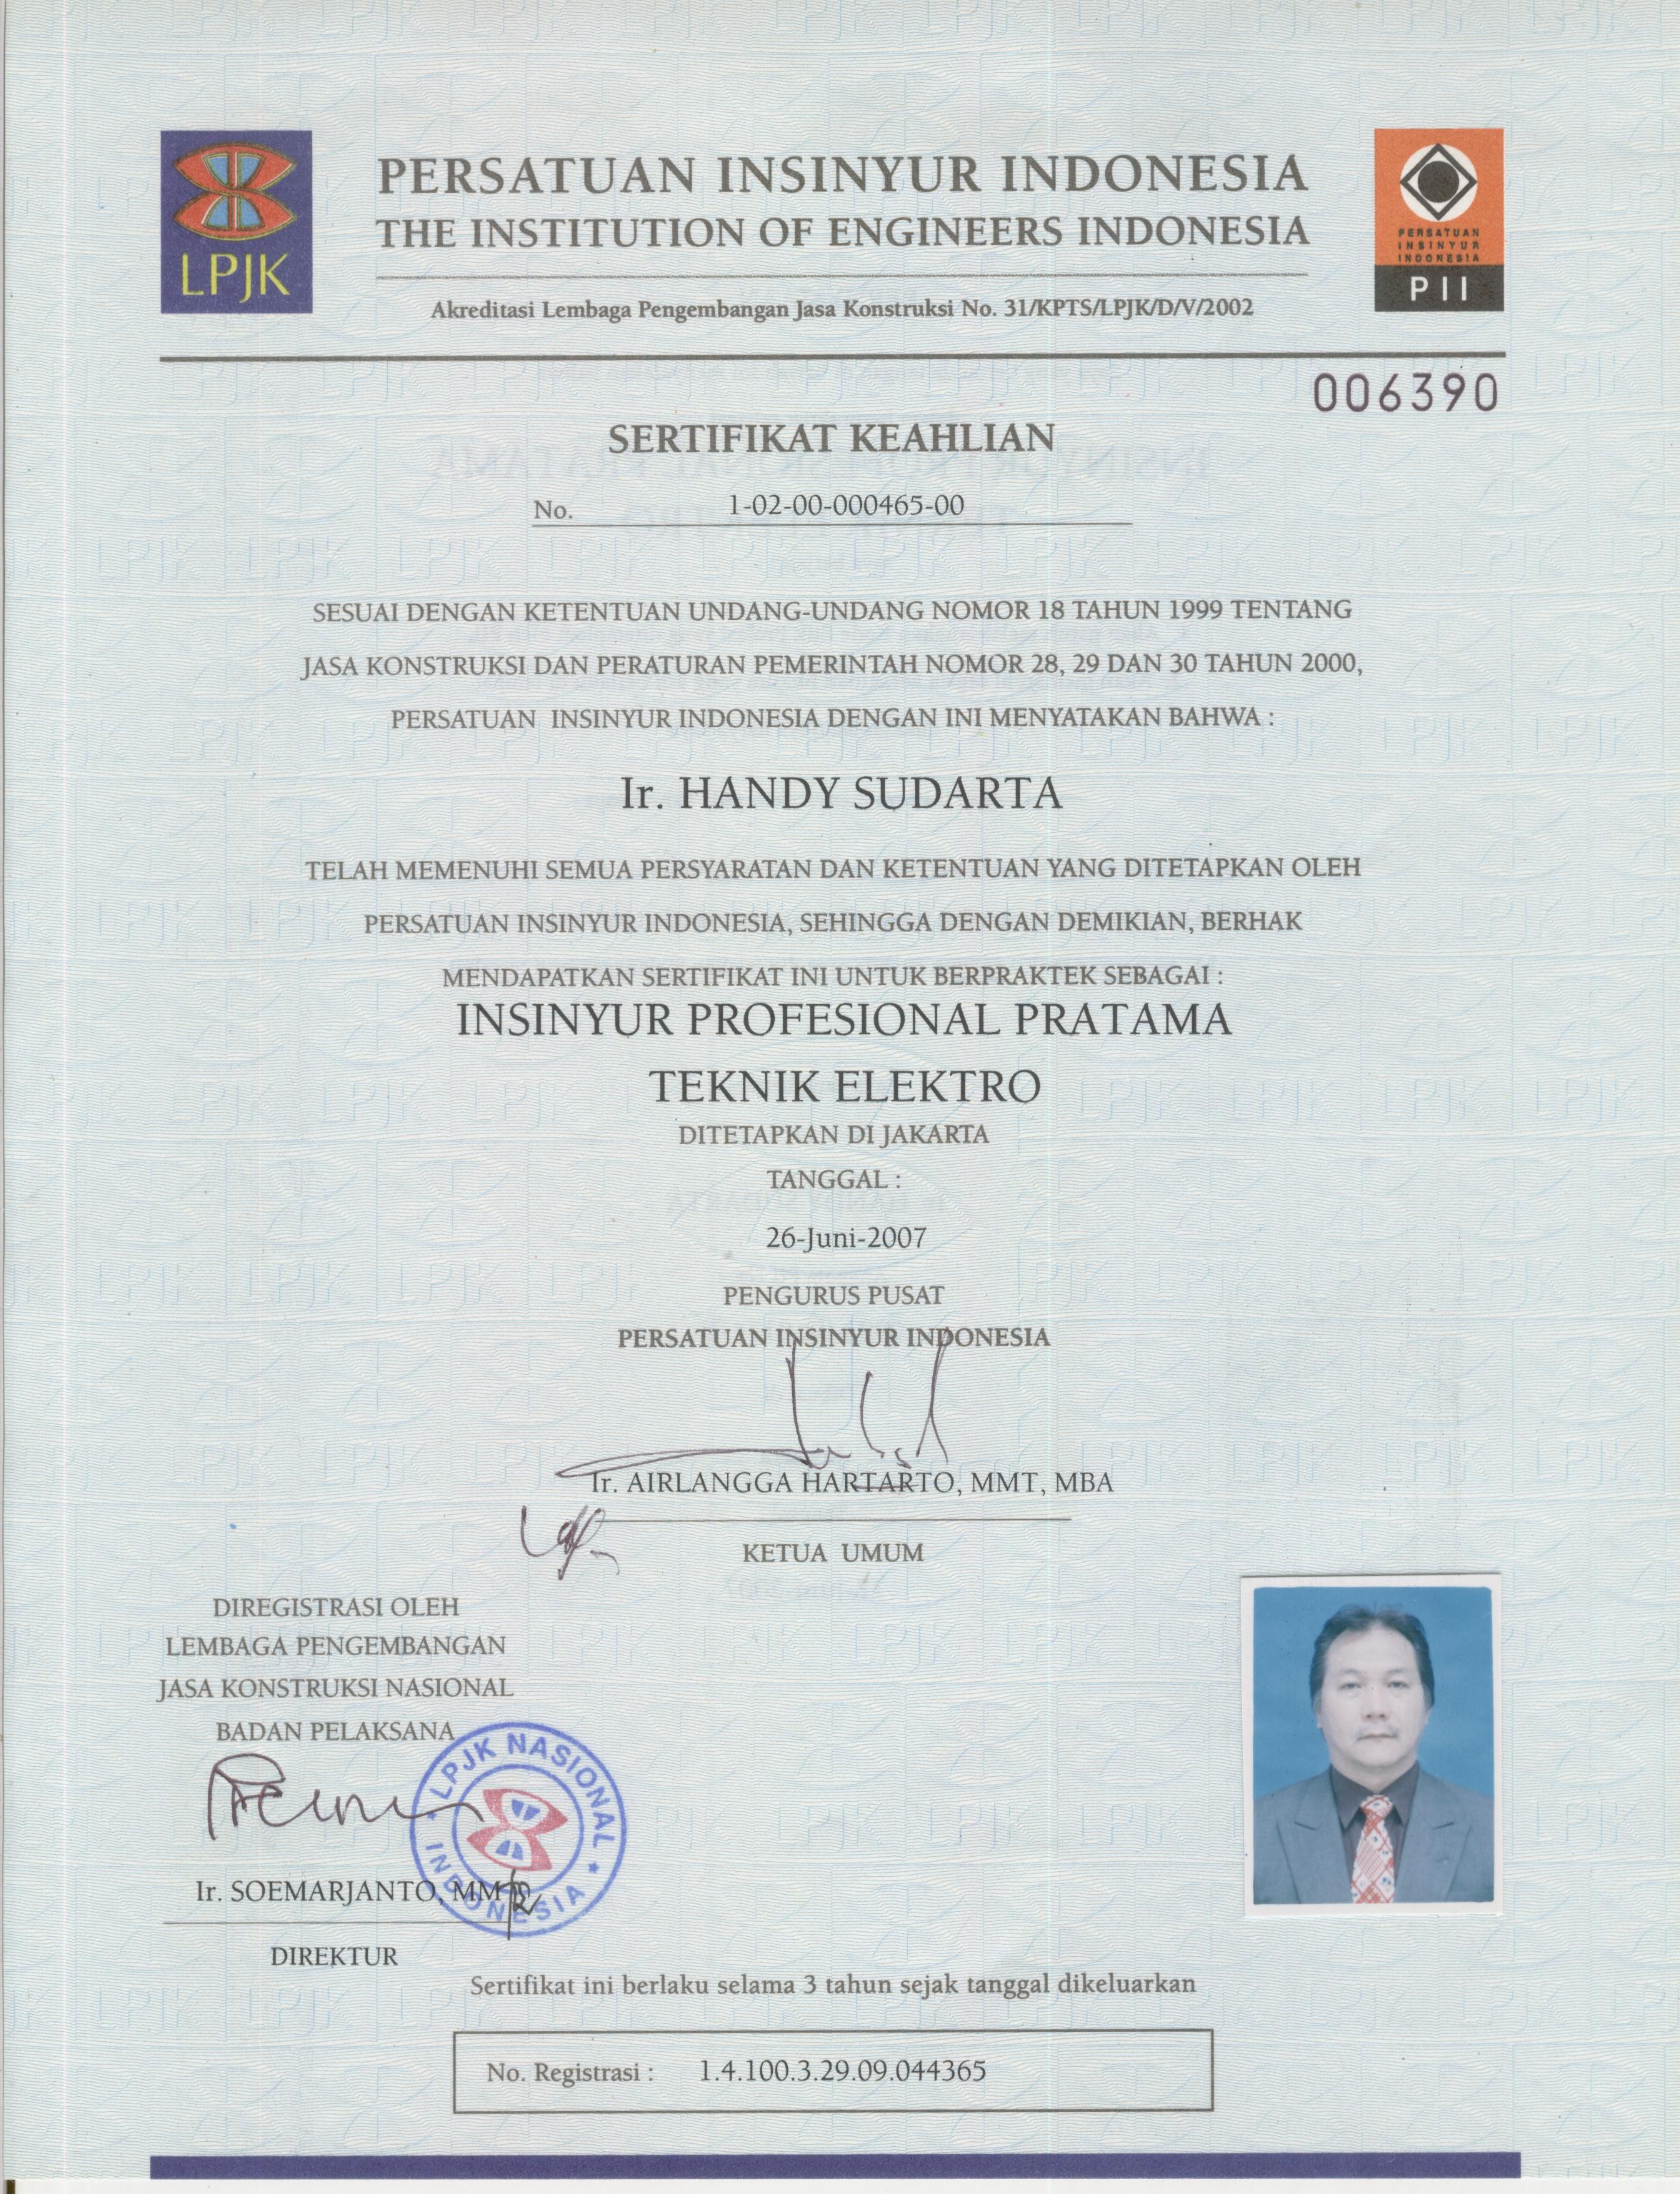 LPJK
PERSATUAN INSINYUR INDONESIA
THE INSTITUTION OF ENGINEERS INDONESIA
Akreditasi Lembaga Pengembangan Jasa Konstruksi No. 31/KPTS/LPJK/D/V/2002
PERSATUAN
INSINYUR
INDONESIA
PII
006390
SERTIFIKAT KEAHLIAN
No. 1-02-00-000465-00
SESUAI DENGAN KETENTUAN UNDANG-UNDANG NOMOR 18 TAHUN 1999 TENTANG
JASA KONSTRUKSI DAN PERATURAN PEMERINTAH NOMOR 28, 29 DAN 30 TAHUN 2000,
PERSATUAN INSINYUR INDONESIA DENGAN INI MENYATAKAN BAHWA :
Ir. HANDY SUDARTA
TELAH MEMENUHI SEMUA PERSYARATAN DAN KETENTUAN YANG DITETAPKAN OLEH
PERSATUAN INSINYUR INDONESIA, SEHINGGA DENGAN DEMIKIAN, BERHAK
MENDAPATKAN SERTIFIKAT INI UNTUK BERPRAKTEK SEBAGAI :
INSINYUR PROFESIONAL PRATAMA
TEKNIK ELEKTRO
DITETAPKAN DI JAKARTA
TANGGAL :
26-Juni-2007
PENGURUS PUSAT
PERSATUAN INSINYUR INDONESIA
Ir. AIRLANGGA HARTARTO, MMT, MBA
KETUA UMUM
DIREGISTRASI OLEH
LEMBAGA PENGEMBANGAN
JASA KONSTRUKSI NASIONAL
BADAN PELAKSANA
LPJK NASIONAL
INDONESIA
Ir. SOEMARJANTO, MM
DIREKTUR
Sertifikat ini berlaku selama 3 tahun sejak tanggal dikeluarkan
No. Registrasi : 1.4.100.3.29.09.044365